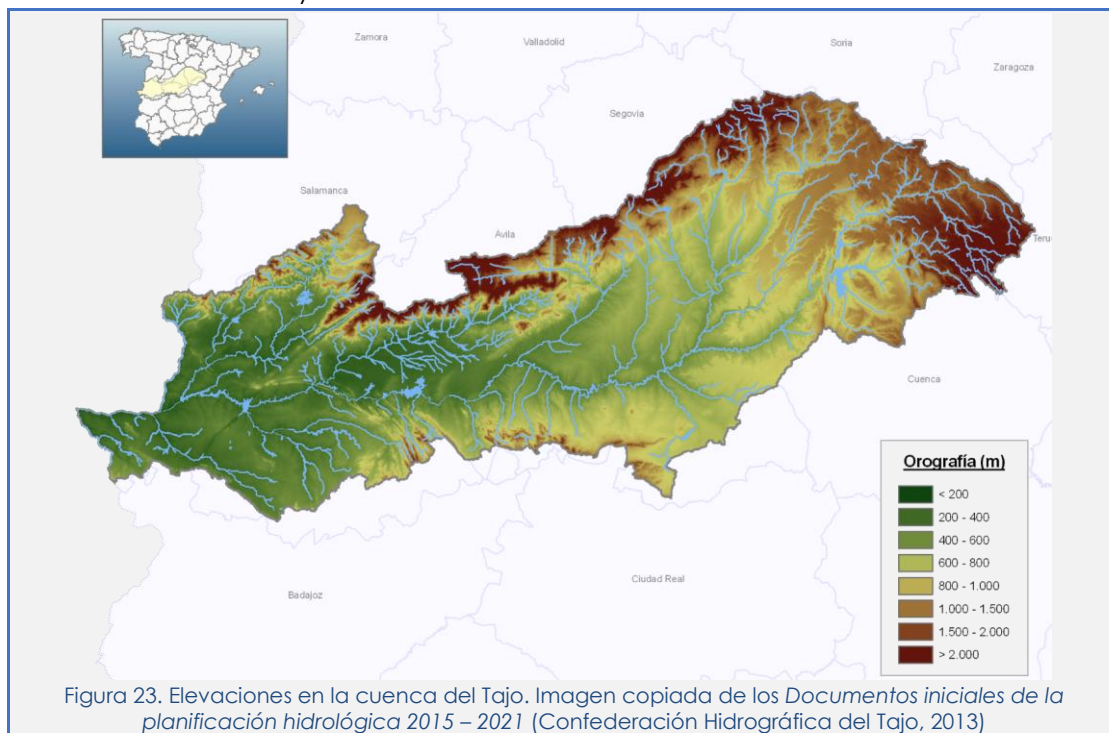 Zamora
Valladolid
Soria
Zaragoza
Segovia
Salamanca
Ávila
Teru
Cuenca
Badajoz
Ciudad Real
Orografía (m)
< 200
200 - 400
400 - 600
600 - 800
800 - 1.000
1.000 - 1.500
1.500 - 2.000
> 2.000
Figura 23. Elevaciones en la cuenca del Tajo. Imagen copiada de los Documentos iniciales de la
planificación hidrológica 2015 – 2021 (Confederación Hidrográfica del Tajo, 2013)